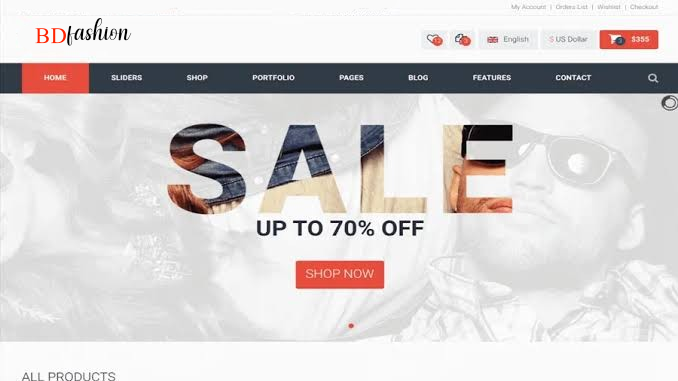 My Account | Orders List | Wishlist | Checkout
BDfashion
English
$ US Dollar
$355
HOME SLIDERS SHOP PORTFOLIO PAGES BLOG FEATURES CONTACT
SALE
UP TO 70% OFF
SHOP NOW
ALL PRODUCTS